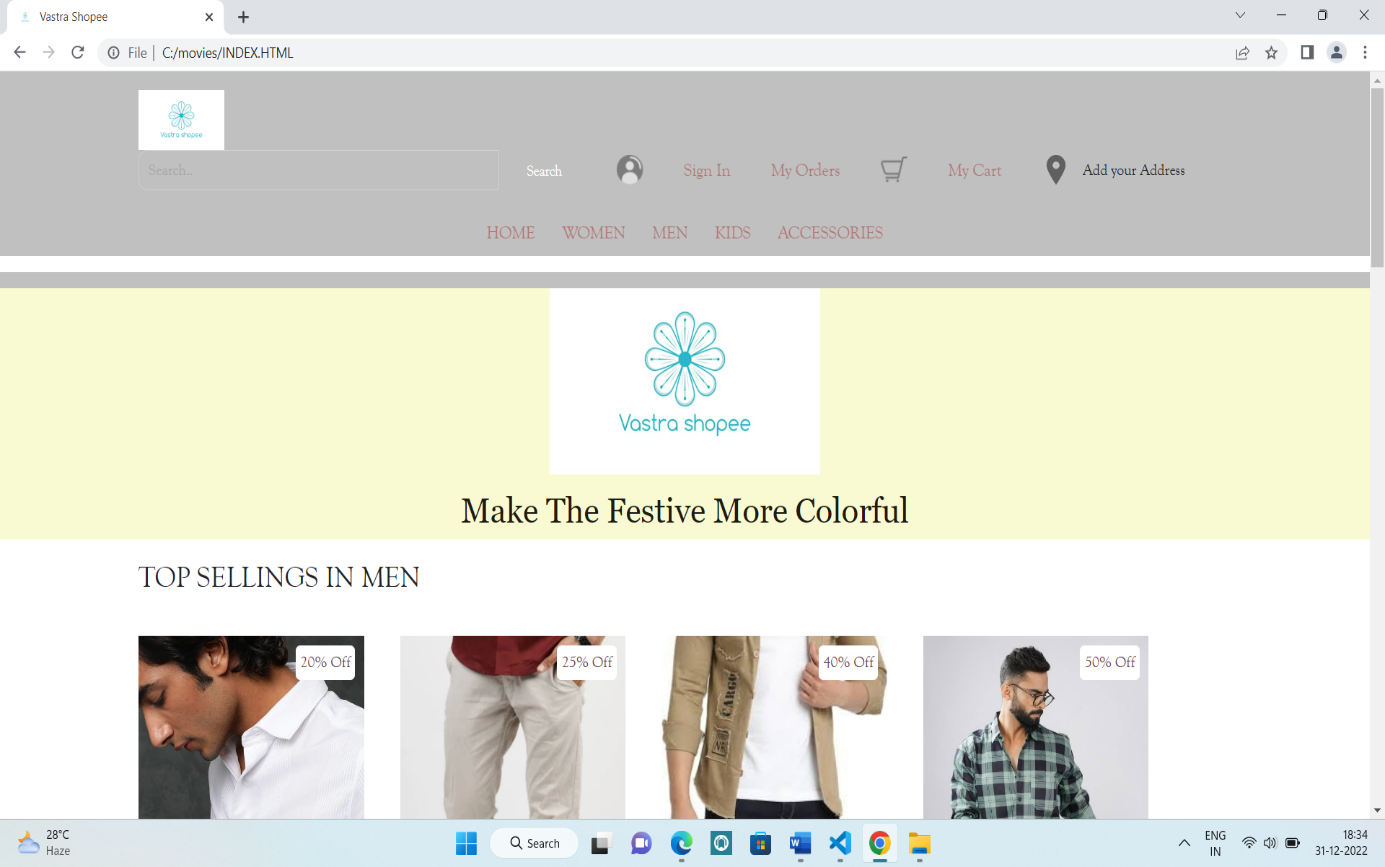 Vastra Shopee
File | C:/movies/INDEX.HTML
Vastra shopee
Search..
Search
Sign In
My Orders
My Cart
Add your Address
HOME WOMEN MEN KIDS ACCESSORIES
Vastra shopee
Make The Festive More Colorful
TOP SELLINGS IN MEN
20% Off
25% Off
40% Off
50% Off
CARGO
28°C
Haze
Search
ENG
IN
18:34
31-12-2022